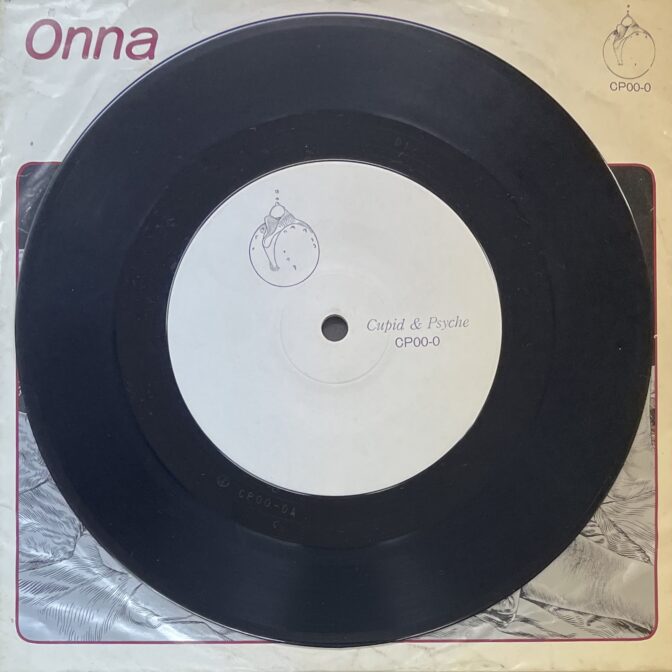 Onna
CP00-0
Cupid & Psyche
CP00-0
CP00-0A